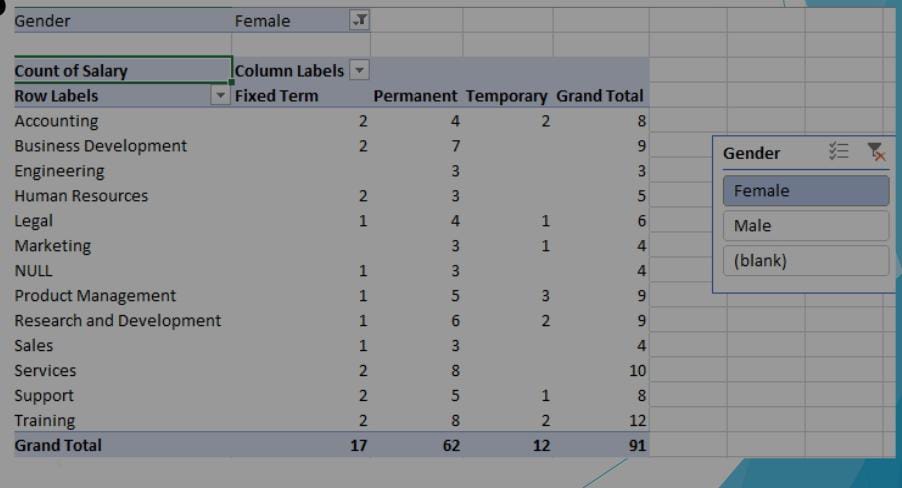 Gender Female
Count of Salary Column Labels
Row Labels Fixed Term Permanent Temporary Grand Total
Accounting 2 4 2 8
Business Development 2 7 9
Engineering 3 3
Human Resources 2 3 5
Legal 1 4 1 6
Marketing 3 1 4
NULL 1 3 4
Product Management 1 5 3 9
Research and Development 1 6 2 9
Sales 1 3 4
Services 2 8 10
Support 2 5 1 8
Training 2 8 2 12
Grand Total 17 62 12 91
Gender
Female
Male
(blank)